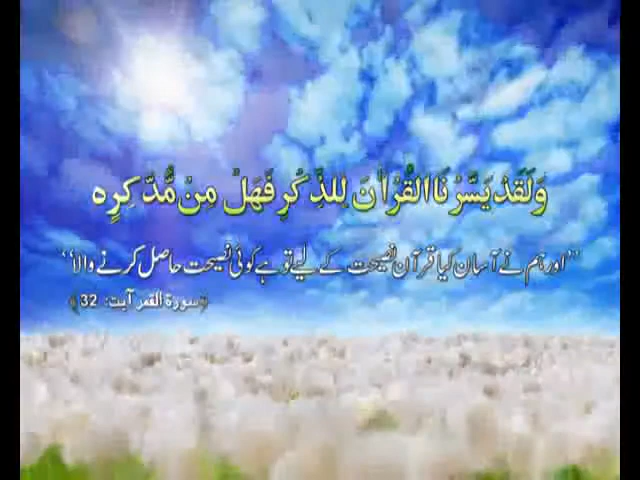 وَلَقَدْ يَسَّرْنَا الْقُرْاٰنَ لِلذِّكْرِ فَهَلْ مِنْ مُّدَّكِرٍه
”اور ہم نے آسان کیا قرآن نصیحت کے لیے تو ہے کوئی نصیحت حاصل کرنے والا“
﴿سورة القمر آیت: 32﴾